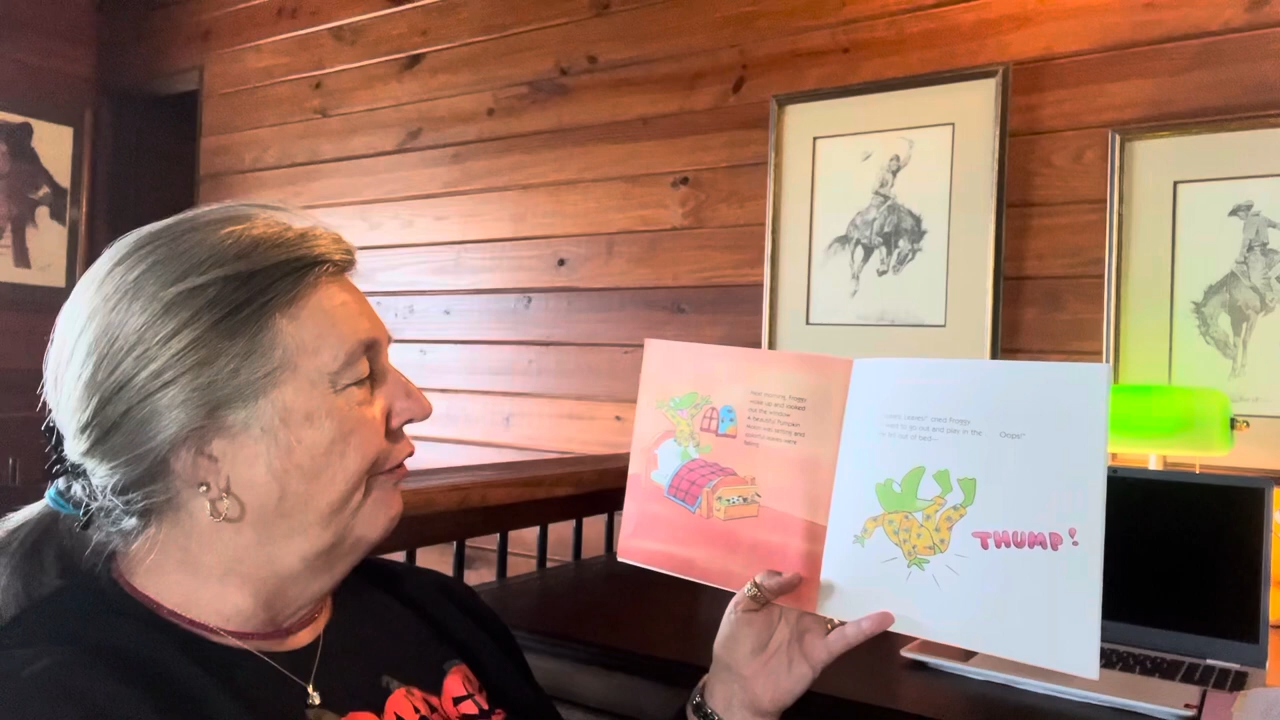 Next morning, Froggy
woke up and looked
out the window.
A beautiful Pumpkin
moon was setting and
colorful leaves were
falling.
Leaves!" cried Froggy.
to go out and play in the
out of bed—
Oops!"
THUMP!